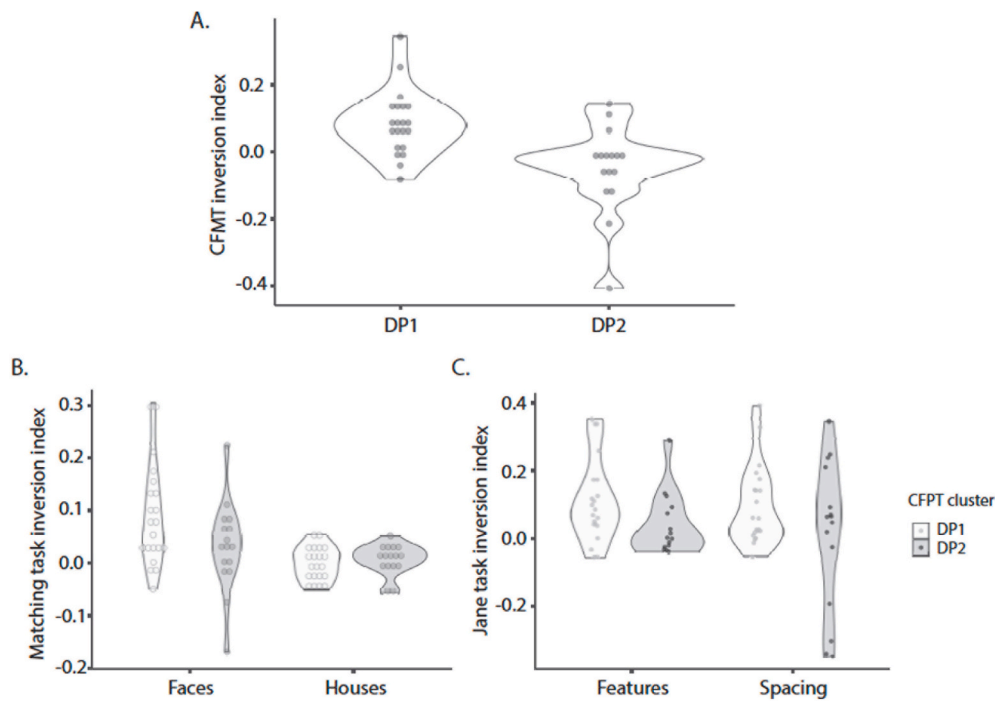 A.
CFMT inversion index
0.2
0.0
-0.2
-0.4
DP1 DP2
B.
Matching task inversion index
0.3
0.2
0.1
0.0
-0.1
-0.2
Faces Houses
C.
Jane task inversion index
0.4
0.2
0.0
-0.2
Features Spacing
CFPT cluster
DP1
DP2